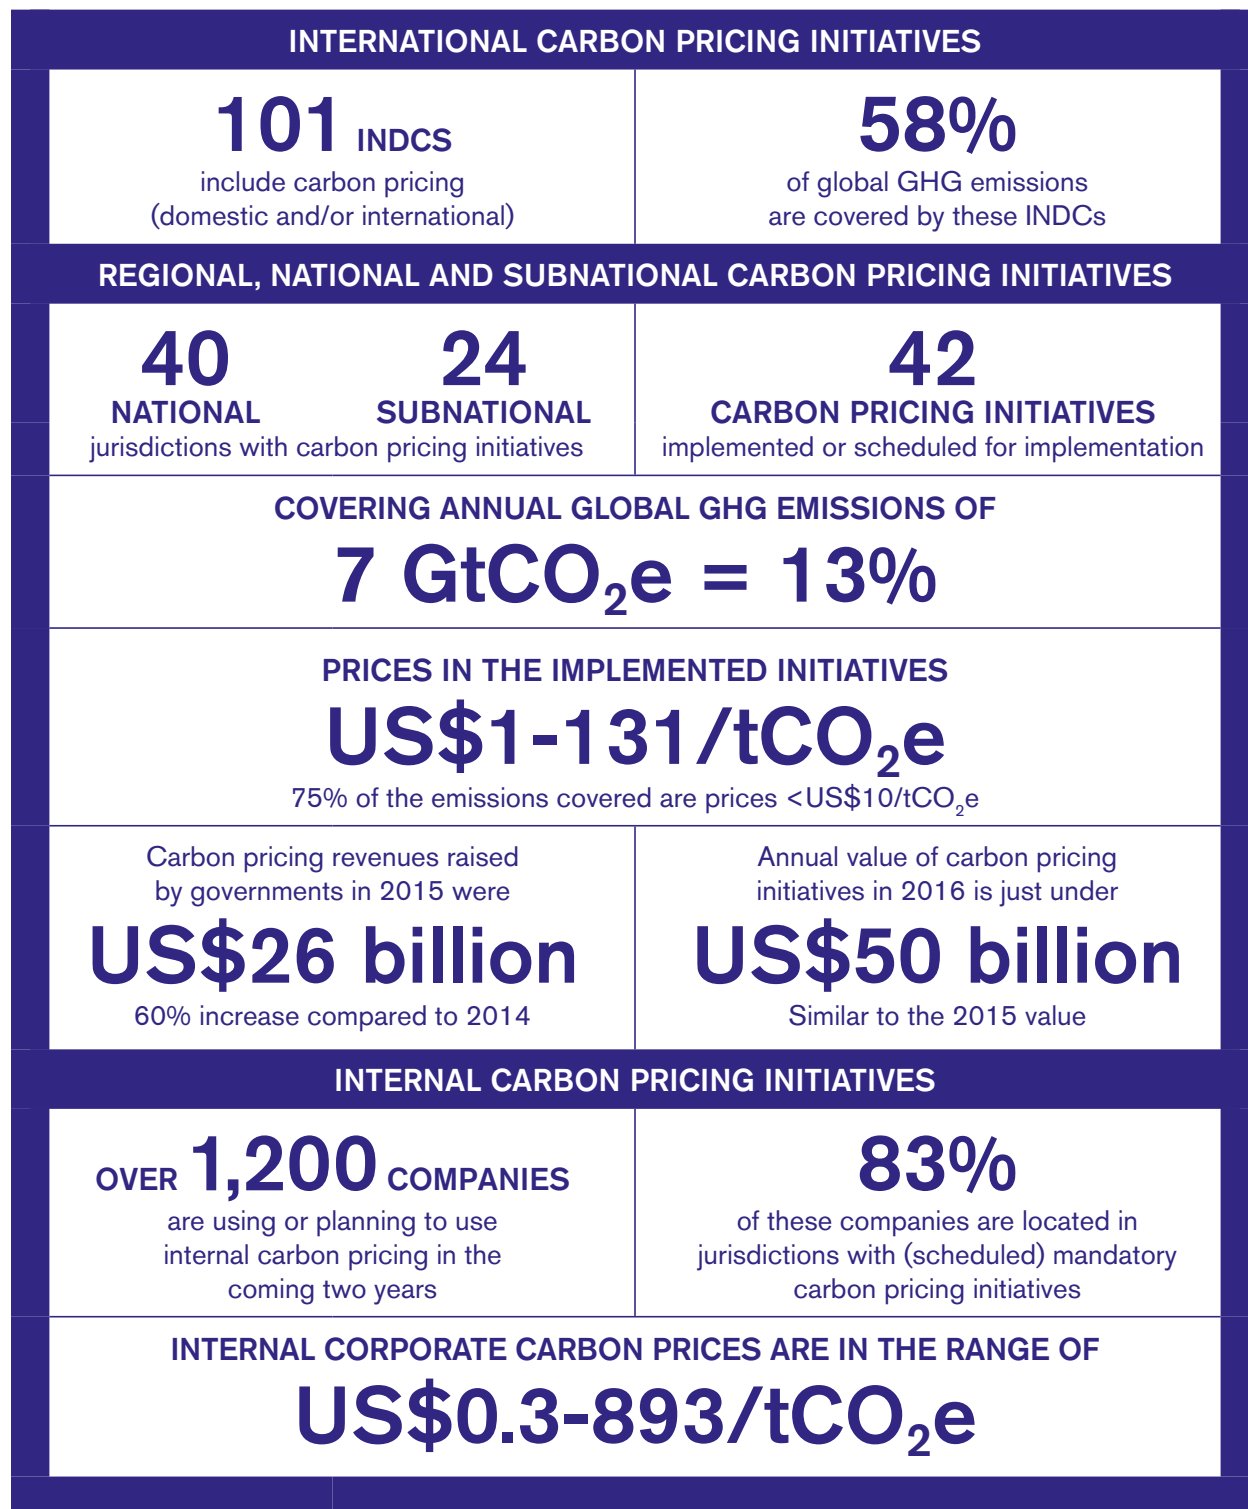 INTERNATIONAL CARBON PRICING INITIATIVES
101 INDCS
include carbon pricing
(domestic and/or international)
58%
of global GHG emissions
are covered by these INDCs
REGIONAL, NATIONAL AND SUBNATIONAL CARBON PRICING INITIATIVES
40 24
NATIONAL SUBNATIONAL
jurisdictions with carbon pricing initiatives
42
CARBON PRICING INITIATIVES
implemented or scheduled for implementation
COVERING ANNUAL GLOBAL GHG EMISSIONS OF
7 GtCO₂e = 13%
PRICES IN THE IMPLEMENTED INITIATIVES
US$1-131/tCO₂e
75% of the emissions covered are prices <US$10/tCO₂e
Carbon pricing revenues raised
by governments in 2015 were
US$26 billion
60% increase compared to 2014
Annual value of carbon pricing
initiatives in 2016 is just under
US$50 billion
Similar to the 2015 value
INTERNAL CARBON PRICING INITIATIVES
OVER 1,200 COMPANIES
are using or planning to use
internal carbon pricing in the
coming two years
83%
of these companies are located in
jurisdictions with (scheduled) mandatory
carbon pricing initiatives
INTERNAL CORPORATE CARBON PRICES ARE IN THE RANGE OF
US$0.3-893/tCO₂e